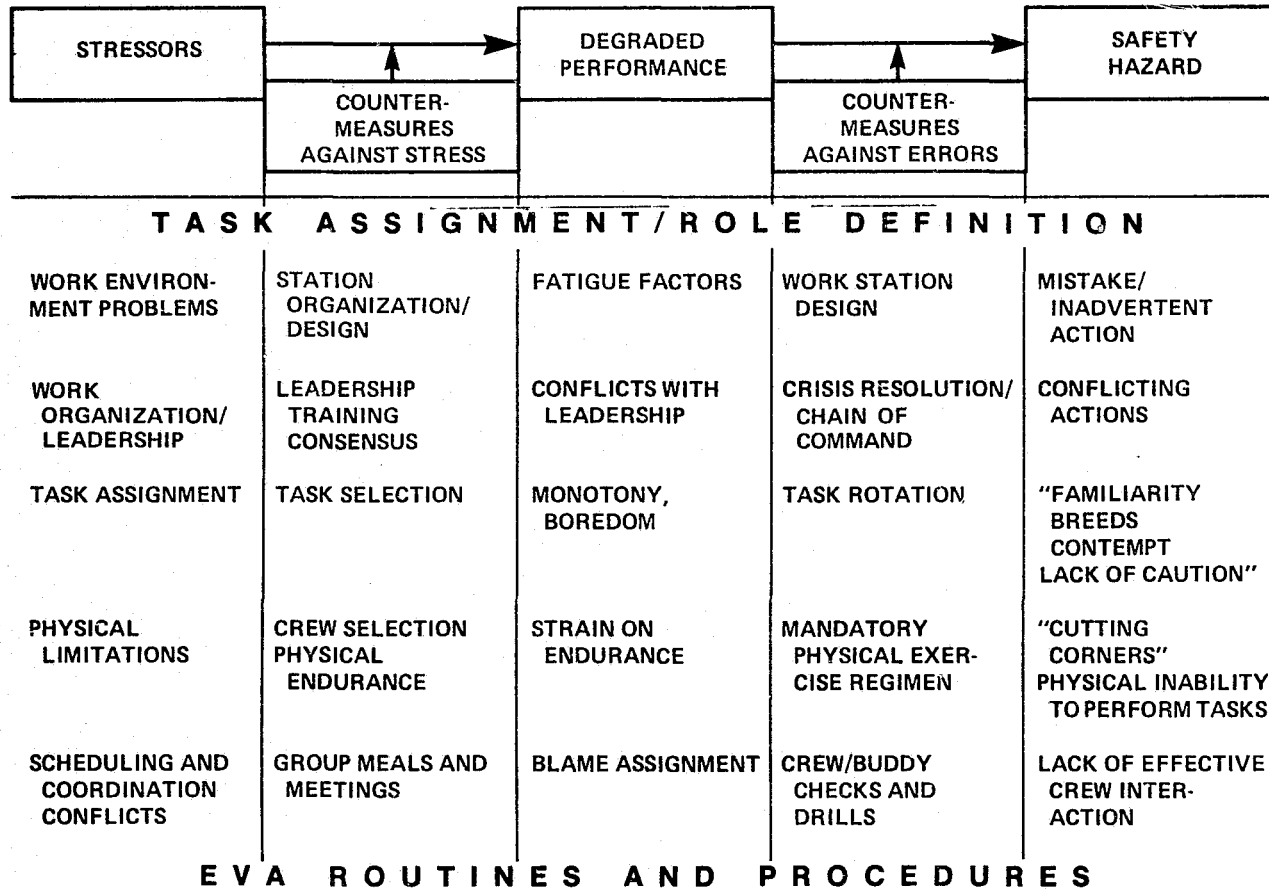 STRESSORS
DEGRADED
PERFORMANCE
SAFETY
HAZARD
COUNTER-
MEASURES
AGAINST STRESS
COUNTER-
MEASURES
AGAINST ERRORS
TASK ASSIGNMENT/ROLE DEFINITION
WORK ENVIRON-
MENT PROBLEMS
STATION
ORGANIZATION/
DESIGN
FATIGUE FACTORS
WORK STATION
DESIGN
MISTAKE/
INADVERTENT
ACTION
WORK
ORGANIZATION/
LEADERSHIP
LEADERSHIP
TRAINING
CONSENSUS
CONFLICTS WITH
LEADERSHIP
CRISIS RESOLUTION/
CHAIN OF
COMMAND
CONFLICTING
ACTIONS
TASK ASSIGNMENT
TASK SELECTION
MONOTONY,
BOREDOM
TASK ROTATION
"FAMILIARITY
BREEDS
CONTEMPT
LACK OF CAUTION"
PHYSICAL
LIMITATIONS
CREW SELECTION
PHYSICAL
ENDURANCE
STRAIN ON
ENDURANCE
MANDATORY
PHYSICAL EXER-
CISE REGIMEN
"CUTTING
CORNERS"
PHYSICAL INABILITY
TO PERFORM TASKS
SCHEDULING AND
COORDINATION
CONFLICTS
GROUP MEALS AND
MEETINGS
BLAME ASSIGNMENT
CREW/BUDDY
CHECKS AND
DRILLS
LACK OF EFFECTIVE
CREW INTER-
ACTION
EVA ROUTINES AND PROCEDURES